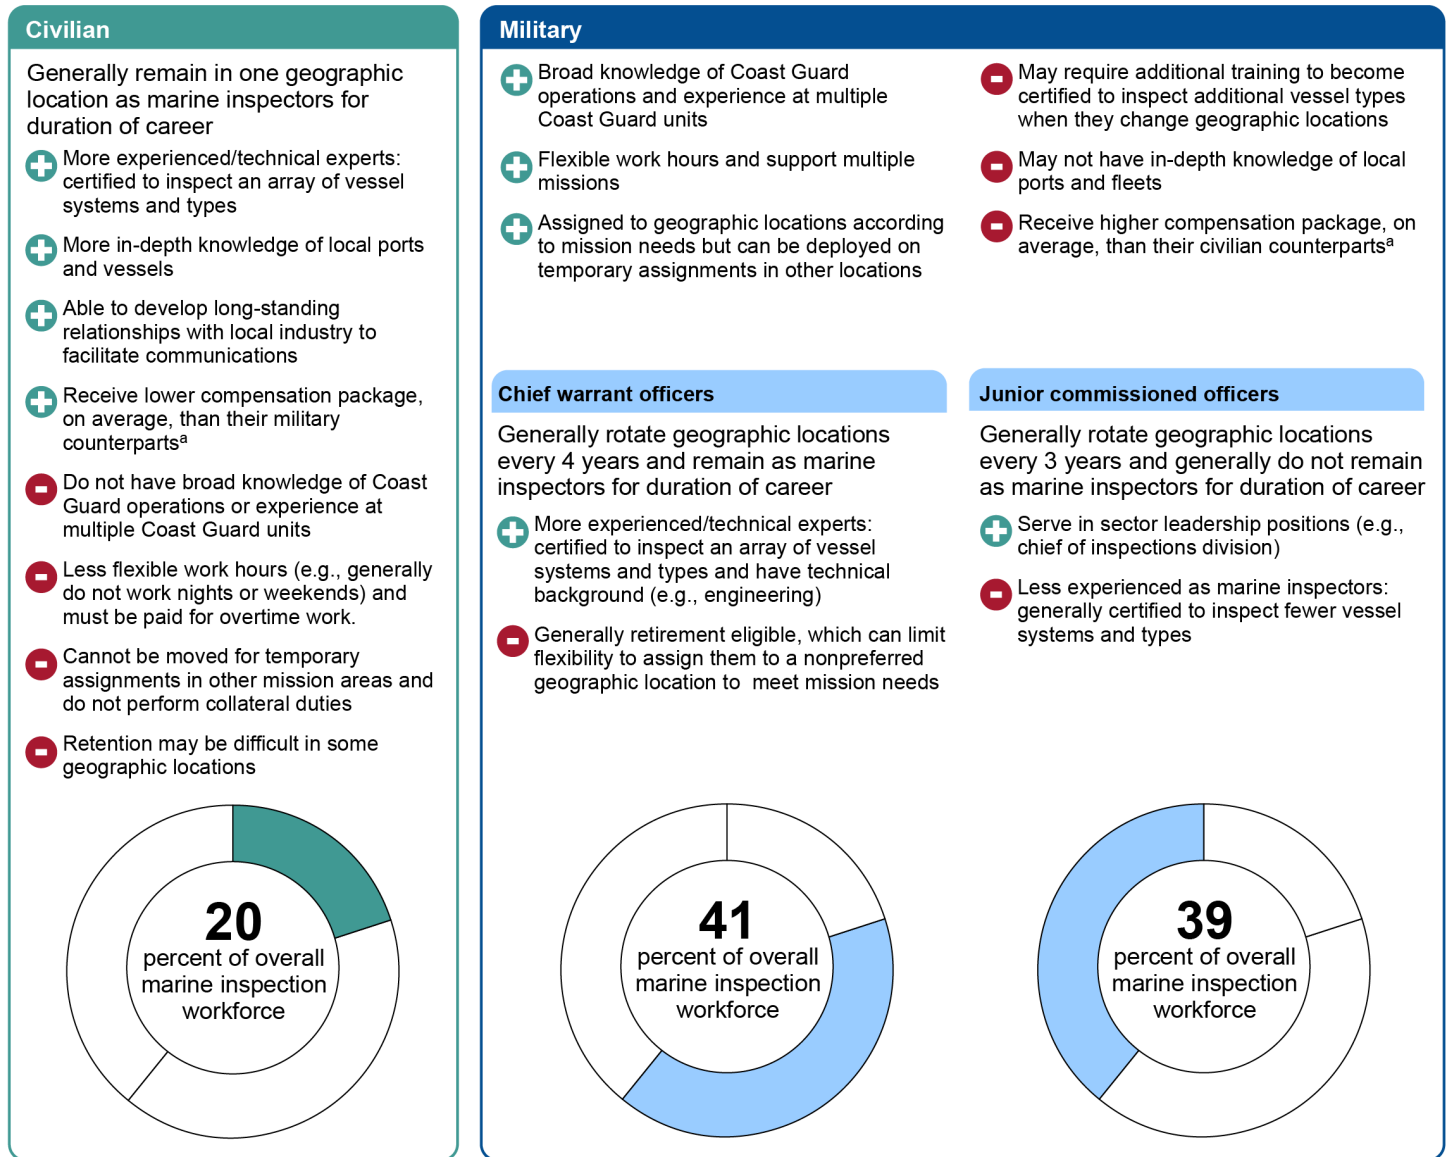 Civilian
Generally remain in one geographic
location as marine inspectors for
duration of career
More experienced/technical experts:
certified to inspect an array of vessel
systems and types
More in-depth knowledge of local ports
and vessels
Able to develop long-standing
relationships with local industry to
facilitate communications
Receive lower compensation package,
on average, than their military
counterpartsª
Do not have broad knowledge of Coast
Guard operations or experience at
multiple Coast Guard units
Less flexible work hours (e.g., generally
do not work nights or weekends) and
must be paid for overtime work.
Cannot be moved for temporary
assignments in other mission areas and
do not perform collateral duties
Retention may be difficult in some
geographic locations
20
percent of overall
marine inspection
workforce
Military
Broad knowledge of Coast Guard
operations and experience at multiple
Coast Guard units
Flexible work hours and support multiple
missions
Assigned to geographic locations according
to mission needs but can be deployed on
temporary assignments in other locations
May require additional training to become
certified to inspect additional vessel types
when they change geographic locations
May not have in-depth knowledge of local
ports and fleets
Receive higher compensation package, on
average, than their civilian counterpartsª
Chief warrant officers
Generally rotate geographic locations
every 4 years and remain as marine
inspectors for duration of career
More experienced/technical experts:
certified to inspect an array of vessel
systems and types and have technical
background (e.g., engineering)
Generally retirement eligible, which can limit
flexibility to assign them to a nonpreferred
geographic location to meet mission needs
41
percent of overall
marine inspection
workforce
Junior commissioned officers
Generally rotate geographic locations
every 3 years and generally do not remain
as marine inspectors for duration of career
Serve in sector leadership positions (e.g.,
chief of inspections division)
Less experienced as marine inspectors:
generally certified to inspect fewer vessel
systems and types
39
percent of overall
marine inspection
workforce